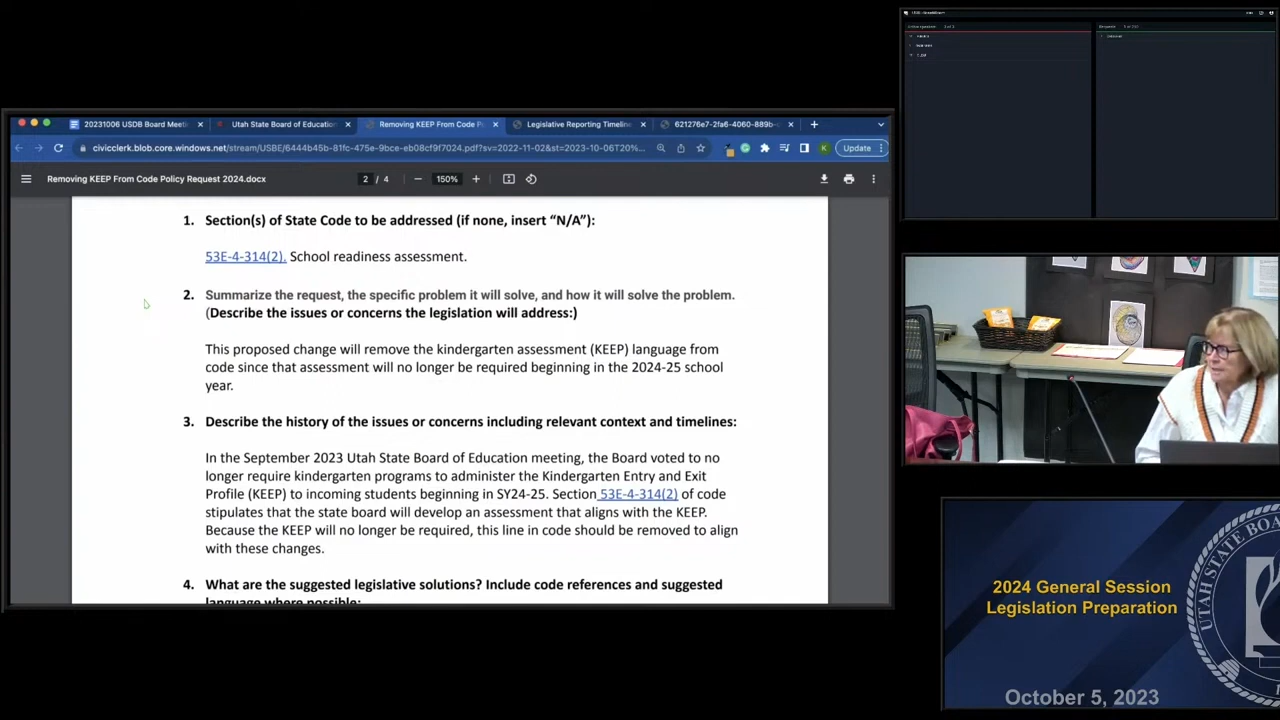 20231006 USDB Board Meeti
Utah State Board of Education
Removing KEEP From Code P
Legislative Reporting Timeline
621276e7-2fa6-4060-889b-
civicclerk.blob.core.windows.net/stream/USBE/6444b45b-81fc-475e-9bce-eb08cf9f7024.pdf?sv=2022-11-02&st=2023-10-06T20%...
K
Update
Removing KEEP From Code Policy Request 2024.docx
2 / 4
150%
1. Section(s) of State Code to be addressed (if none, insert “N/A”):
53E-4-314(2). School readiness assessment.
2. Summarize the request, the specific problem it will solve, and how it will solve the problem.
(Describe the issues or concerns the legislation will address:)
This proposed change will remove the kindergarten assessment (KEEP) language from
code since that assessment will no longer be required beginning in the 2024-25 school
year.
3. Describe the history of the issues or concerns including relevant context and timelines:
In the September 2023 Utah State Board of Education meeting, the Board voted to no
longer require kindergarten programs to administer the Kindergarten Entry and Exit
Profile (KEEP) to incoming students beginning in SY24-25. Section 53E-4-314(2) of code
stipulates that the state board will develop an assessment that aligns with the KEEP.
Because the KEEP will no longer be required, this line in code should be removed to align
with these changes.
4. What are the suggested legislative solutions? Include code references and suggested
language where possible:
2024 General Session
Legislation Preparation
October 5, 2023
UTAH STATE BOAR